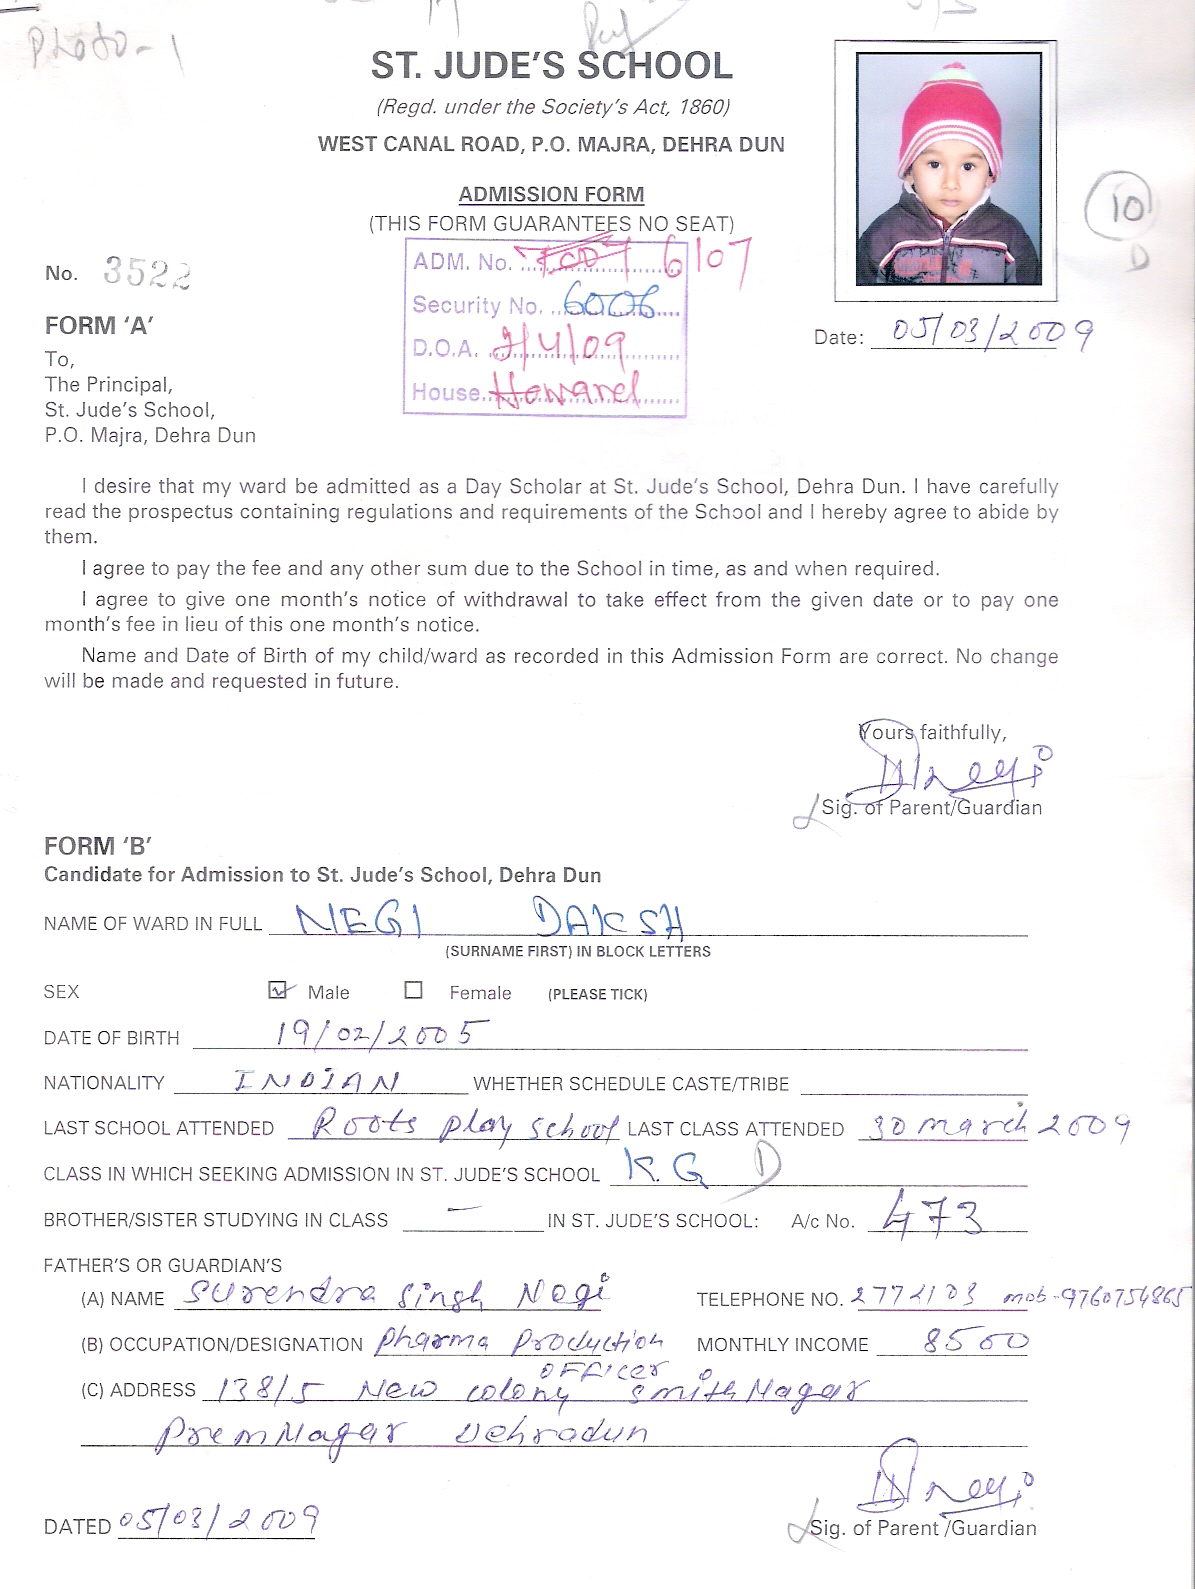 Photo-1
ST. JUDE'S SCHOOL
(Regd. under the Society's Act, 1860)
WEST CANAL ROAD, P.O. MAJRA, DEHRA DUN
ADMISSION FORM
(THIS FORM GUARANTEES NO SEAT)
10
D
No. 3522
ADM. No. 6107
Security No. 6006
D.O.A. 2/4/09
House Howard
FORM 'A'
Date: 05/03/2009
To,
The Principal,
St. Jude's School,
P.O. Majra, Dehra Dun
I desire that my ward be admitted as a Day Scholar at St. Jude's School, Dehra Dun. I have carefully
read the prospectus containing regulations and requirements of the School and I hereby agree to abide by
them.
I agree to pay the fee and any other sum due to the School in time, as and when required.
I agree to give one month's notice of withdrawal to take effect from the given date or to pay one
month's fee in lieu of this one month's notice.
Name and Date of Birth of my child/ward as recorded in this Admission Form are correct. No change
will be made and requested in future.
Yours faithfully,
Sig. of Parent/Guardian
FORM 'B'
Candidate for Admission to St. Jude's School, Dehra Dun
NAME OF WARD IN FULL NEGI DAKSH
(SURNAME FIRST) IN BLOCK LETTERS
SEX Male Female (PLEASE TICK)
DATE OF BIRTH 19/02/2005
NATIONALITY INDIAN WHETHER SCHEDULE CASTE/TRIBE
LAST SCHOOL ATTENDED Roots play school LAST CLASS ATTENDED 30 march 2009
CLASS IN WHICH SEEKING ADMISSION IN ST. JUDE'S SCHOOL K.G D
BROTHER/SISTER STUDYING IN CLASS — IN ST. JUDE'S SCHOOL: A/c No. 473
FATHER'S OR GUARDIAN'S
(A) NAME Surendra Singh Negi TELEPHONE NO. 2772103 mob-9760754865
(B) OCCUPATION/DESIGNATION Pharma Production MONTHLY INCOME 8500
officer
(C) ADDRESS 138/5 New colony Smith Nagar
Prem Nagar Dehradun
DATED 05/03/2009
Sig. of Parent/Guardian